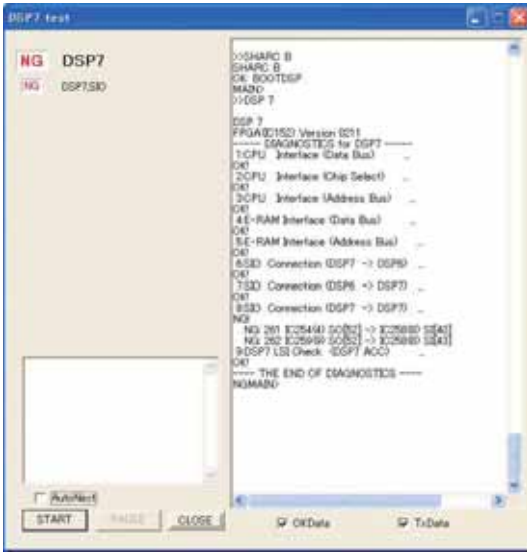 DSP7 test
NG DSP7
NG DSP7,SIO
>>SHARC B
SHARC B
OK BOOTDSP
MAIN>
>>DSP 7
DSP 7
FPGA(IC152) Version 0211
----- DIAGNOSTICS for DSP7 -----
1:CPU Interface (Data Bus) ..
OK!
2:CPU Interface (Chip Select) ..
OK!
3:CPU Interface (Address Bus) ..
OK!
4:E-RAM Interface (Data Bus) ..
OK!
5:E-RAM Interface (Address Bus) ..
OK!
6:SIO Connection (DSP7 -> DSP6) ..
OK!
7:SIO Connection (DSP6 -> DSP7) ..
OK!
8:SIO Connection (DSP7 -> DSP7) ..
NG!
NG: 261
NG: 262
9:DSP7 LSI Check (DSP7 ACC) ..
OK!
---- THE END OF DIAGNOSTICS ----
NGMAIN>
AutoNext
START PAUSE CLOSE
OKData TxData